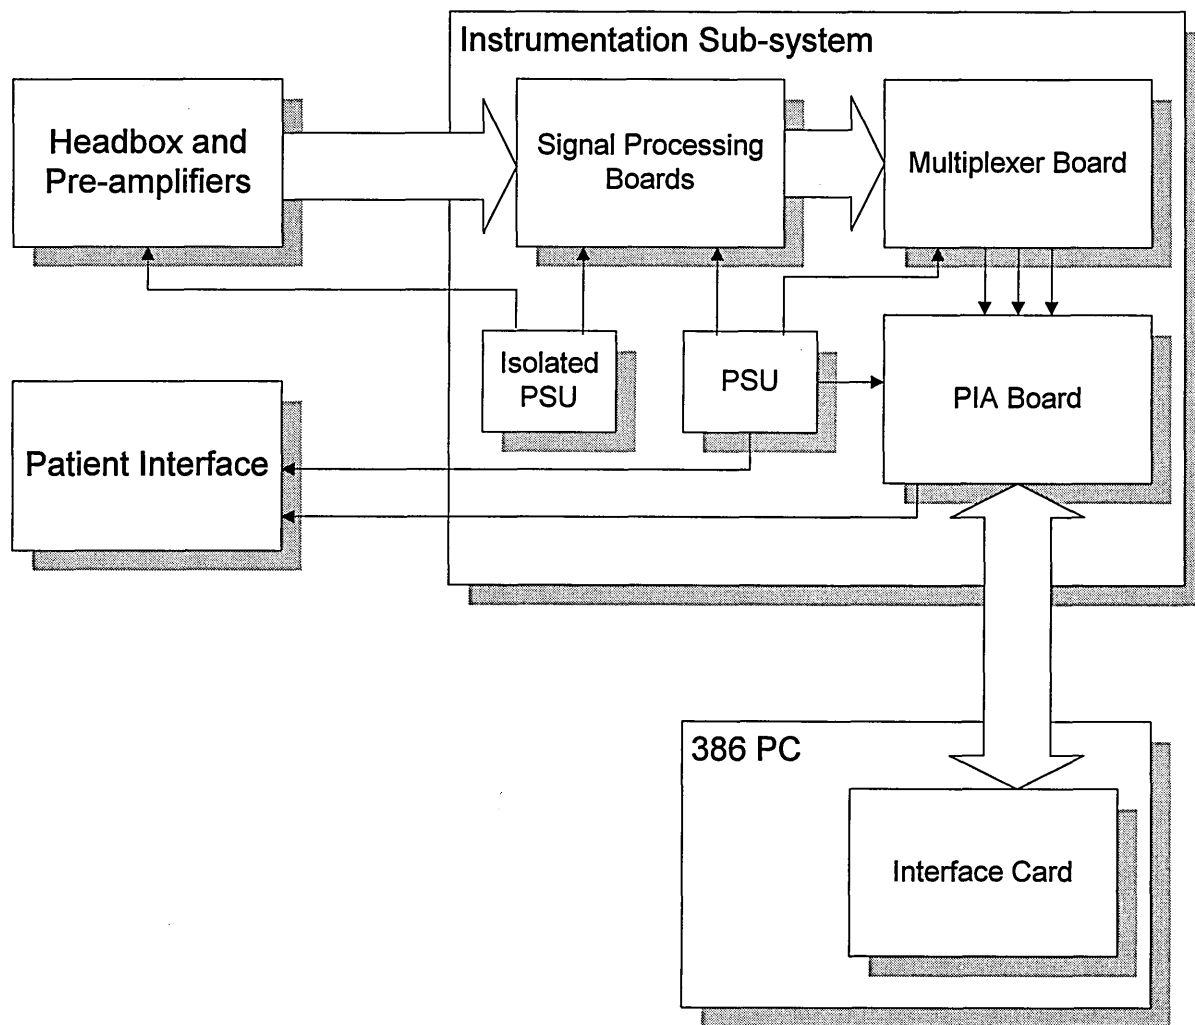 Instrumentation Sub-system
Headbox and
Pre-amplifiers
Signal Processing
Boards
Multiplexer Board
Isolated
PSU
PSU
PIA Board
Patient Interface
386 PC
Interface Card